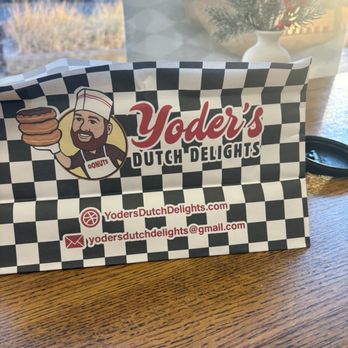 Yoder's
DUTCH DELIGHTS
DONUTS
YodersDutchDelights.com
yodersdutchdelights@gmail.com